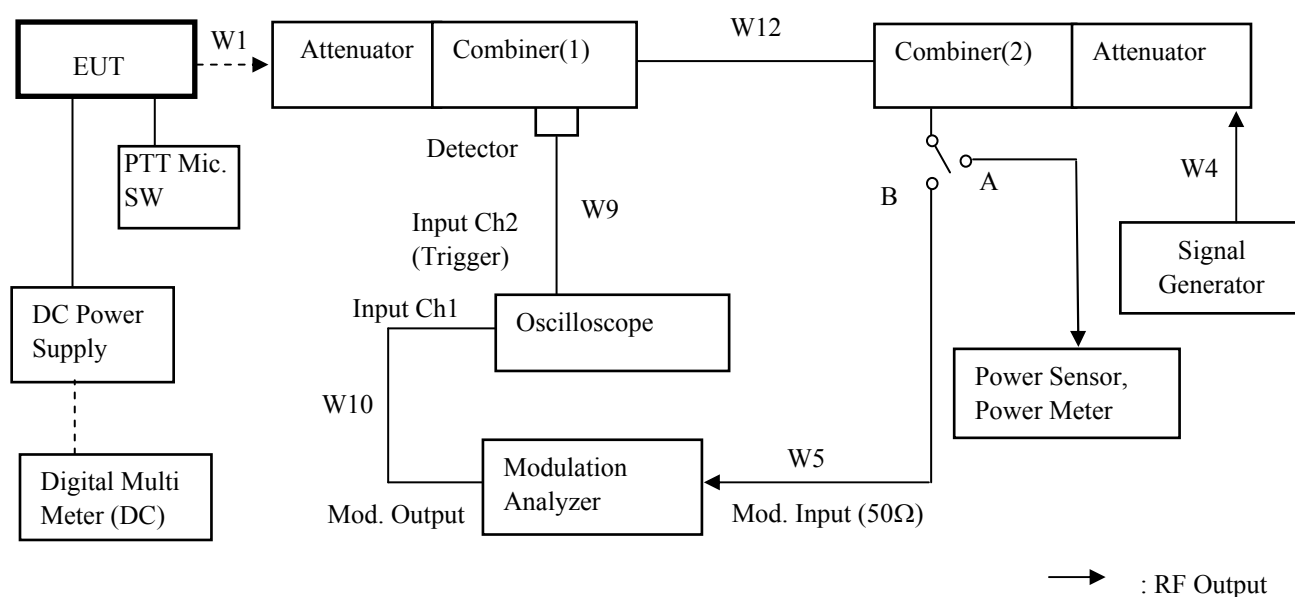 W1
W12
EUT
Attenuator
Combiner(1)
Combiner(2)
Attenuator
Detector
PTT Mic.
SW
B
A
W4
W9
Input Ch2
(Trigger)
Signal
Generator
DC Power
Supply
Input Ch1
Oscilloscope
Power Sensor,
Power Meter
W10
W5
Digital Multi
Meter (DC)
Modulation
Analyzer
Mod. Output
Mod. Input (50Ω)
: RF Output